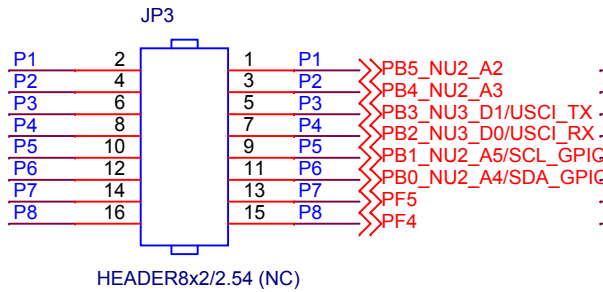 JP3
P1 2 1 P1 PB5_NU2_A2
P2 4 3 P2 PB4_NU2_A3
P3 6 5 P3 PB3_NU3_D1/USCI_TX
P4 8 7 P4 PB2_NU3_D0/USCI_RX
P5 10 9 P5 PB1_NU2_A5/SCL_GPIO
P6 12 11 P6 PB0_NU2_A4/SDA_GPIO
P7 14 13 P7 PF5
P8 16 15 P8 PF4
HEADER8x2/2.54 (NC)